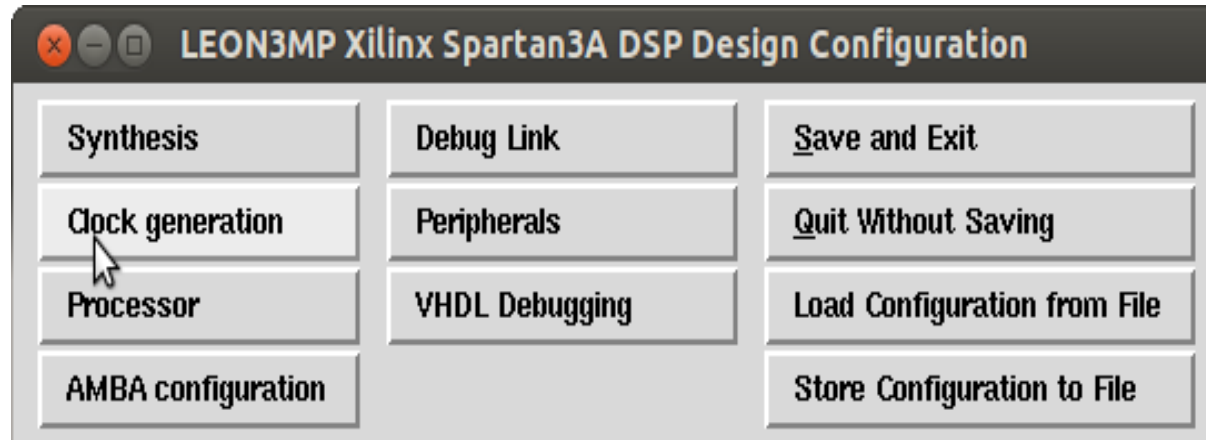 LEON3MP Xilinx Spartan3A DSP Design Configuration
Synthesis
Debug Link
Save and Exit
Clock generation
Peripherals
Quit Without Saving
Processor
VHDL Debugging
Load Configuration from File
AMBA configuration
Store Configuration to File